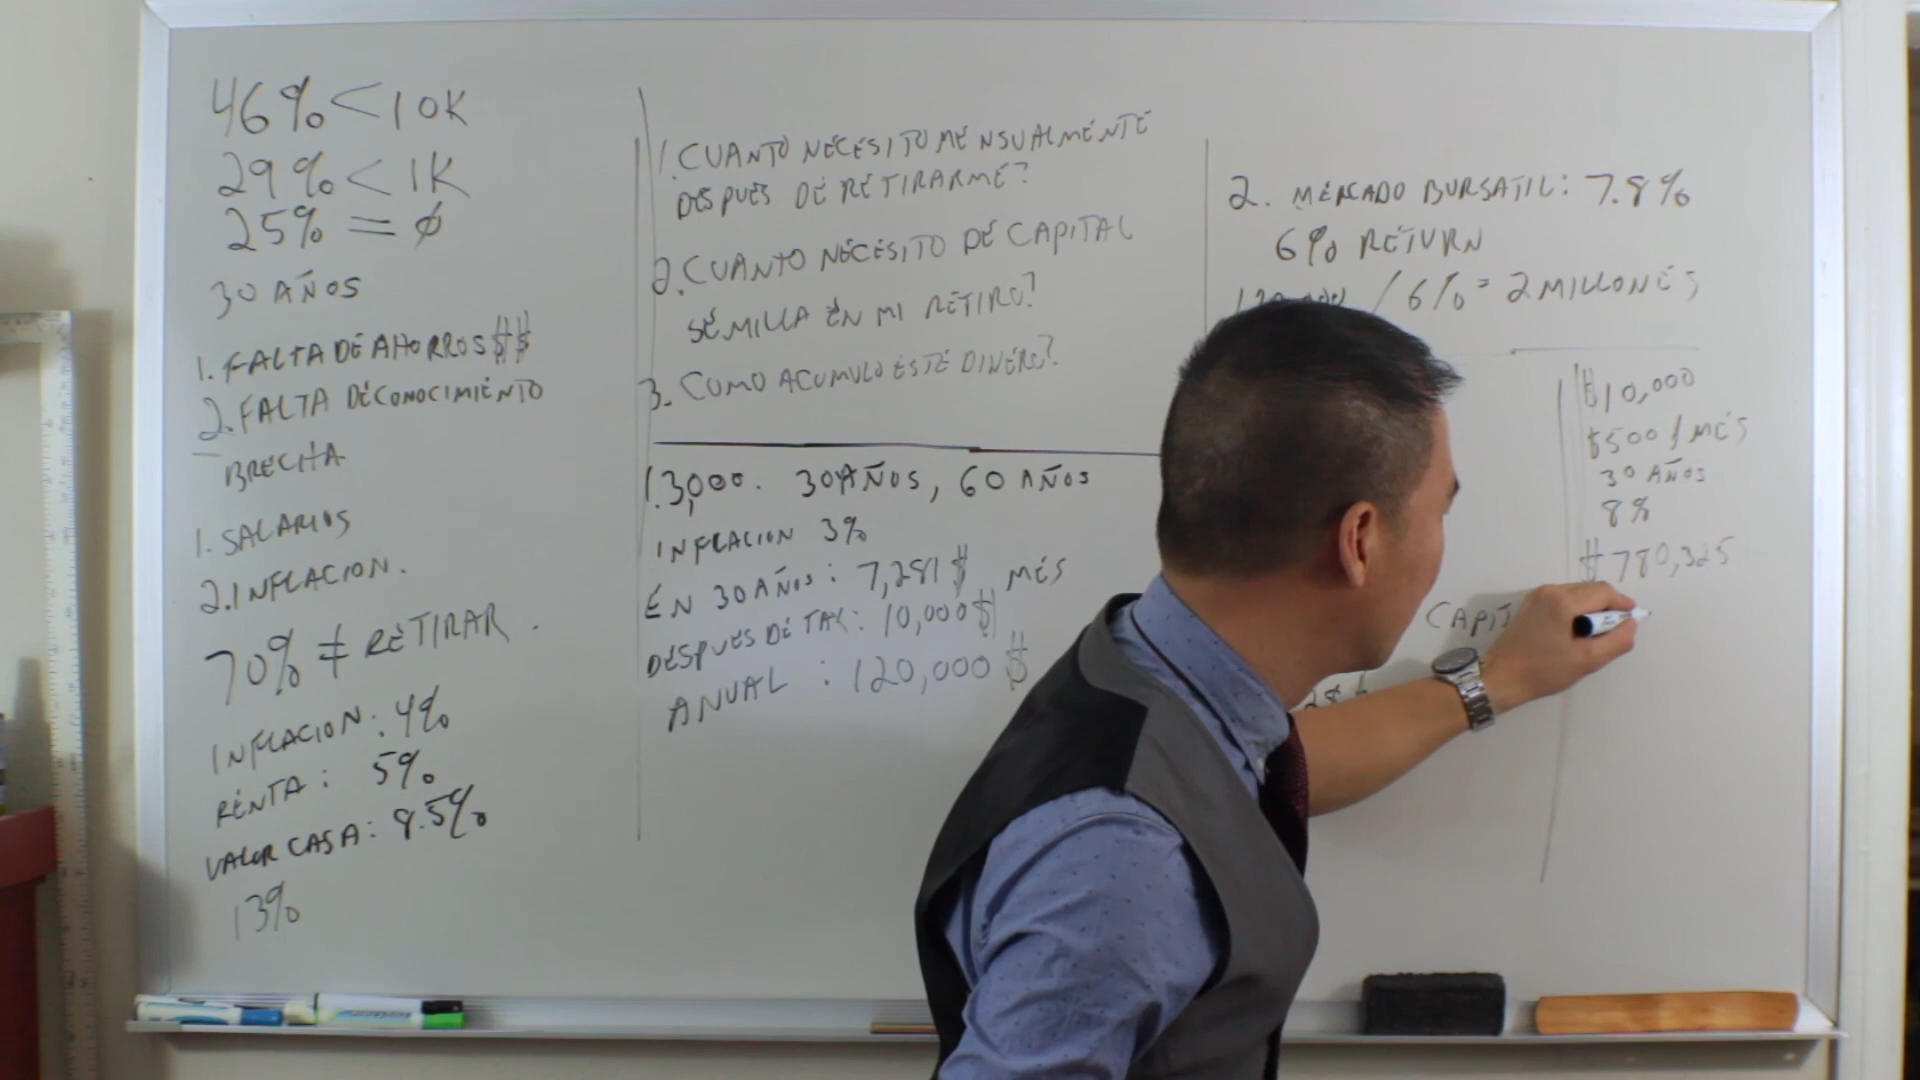 46% < 10K
29% < 1K
25% = ∅
30 AÑOS
1. FALTA DE AHORROS $$
2. FALTA DE CONOCIMIENTO
BRECHA
1. SALARIOS
2. INFLACION.
70% ≠ RETIRAR.
INFLACION: 4%
RENTA: 5%
VALOR CASA: 8.5%
13%
1. CUANTO NECESITO MENSUALMENTE
DESPUES DE RETIRARME?
2. CUANTO NECESITO DE CAPITAL
SEMILLA EN MI RETIRO?
3. COMO ACUMULO ESTE DINERO?
1. 3,000. 30 AÑOS, 60 AÑOS
INFLACION 3%
EN 30 AÑOS: 7,281 $ MES
DESPUES DE TAX: 10,000 $
ANUAL : 120,000 $
2. MERCADO BURSATIL: 7.8%
6% RETURN
/ 6% = 2 MILLONES
$10,000
$500 / MES
30 AÑOS
8%
$780,325